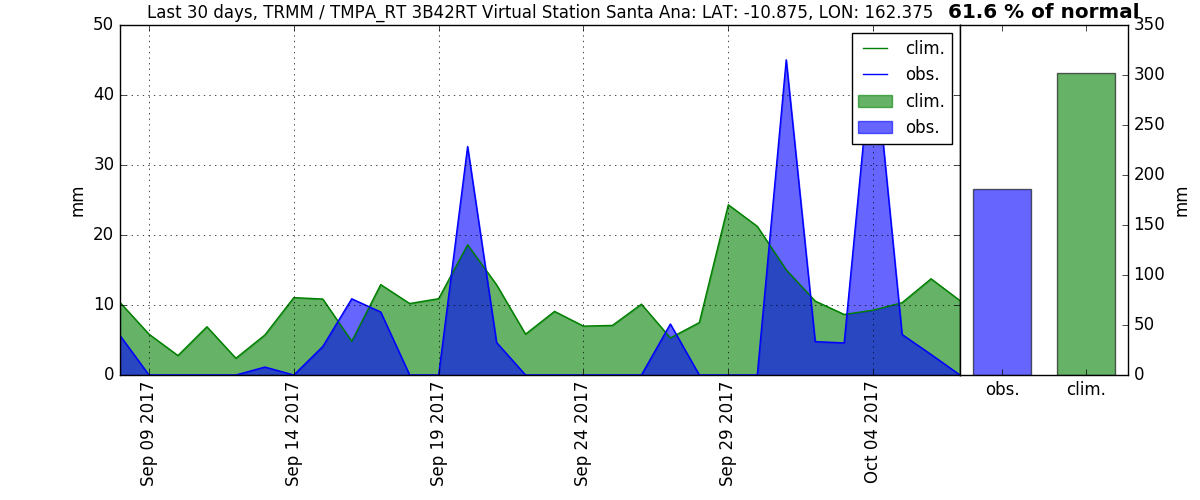 Last 30 days, TRMM / TMPA_RT 3B42RT Virtual Station Santa Ana: LAT: -10.875, LON: 162.375
61.6 % of normal
50
40
30
20
10
0
mm
clim.
obs.
clim.
obs.
Sep 09 2017
Sep 14 2017
Sep 19 2017
Sep 24 2017
Sep 29 2017
Oct 04 2017
350
300
250
200
150
100
50
0
mm
obs.
clim.